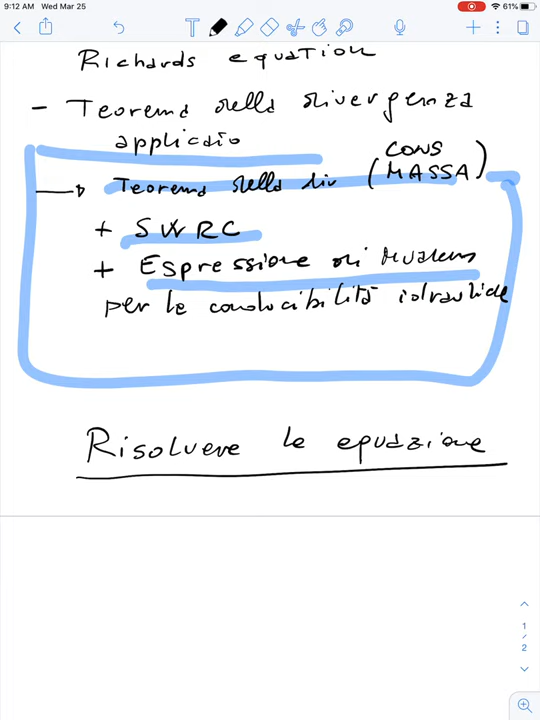 9:12 AM Wed Mar 25
61%
Richards equation
- Teorema della divergenza
applicato
→ Teorema della div (CONS
MASSA)
+ SWRC
+ Espressione di Mualem
per la conducibilità idraulica
Risolvere le equazione
1
/
2